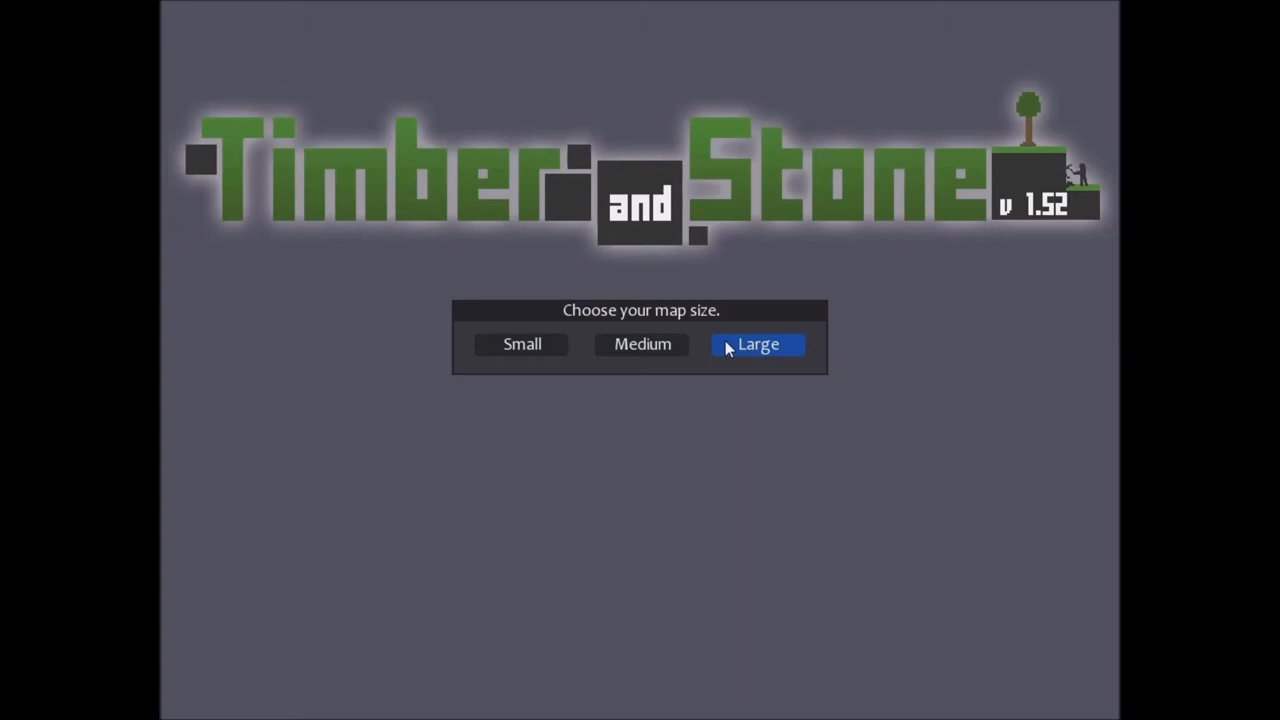 Timber and Stone
v 1.52
Choose your map size.
Small Medium Large